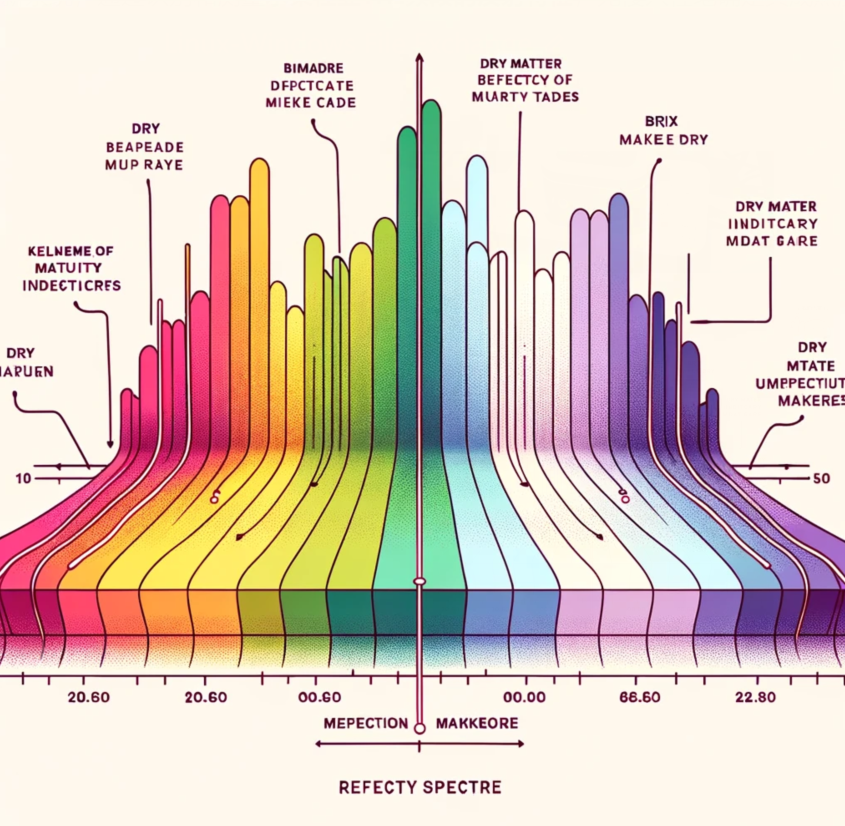 BIMADRE
DFPCTCATE
MIEKE CADE
DRY MATTER
BEFECTCY OF
MUARTY TADES
DRY
BEAPEADE
MUP RAYE
BRIX
MAKEE DRY
DRY MATER
IINDITCARY
MDAT GARE
KELNEME.OF
MATUITY
INDECTICRES
DRY
IARUEN
DRY
MTATE
UMPPECTIUT
MAKERES
10
50
20.60
20.60
00.60
00.00
66.60
22.80
MEPECTION
MAKKEORE
REFECTY SPECTRE